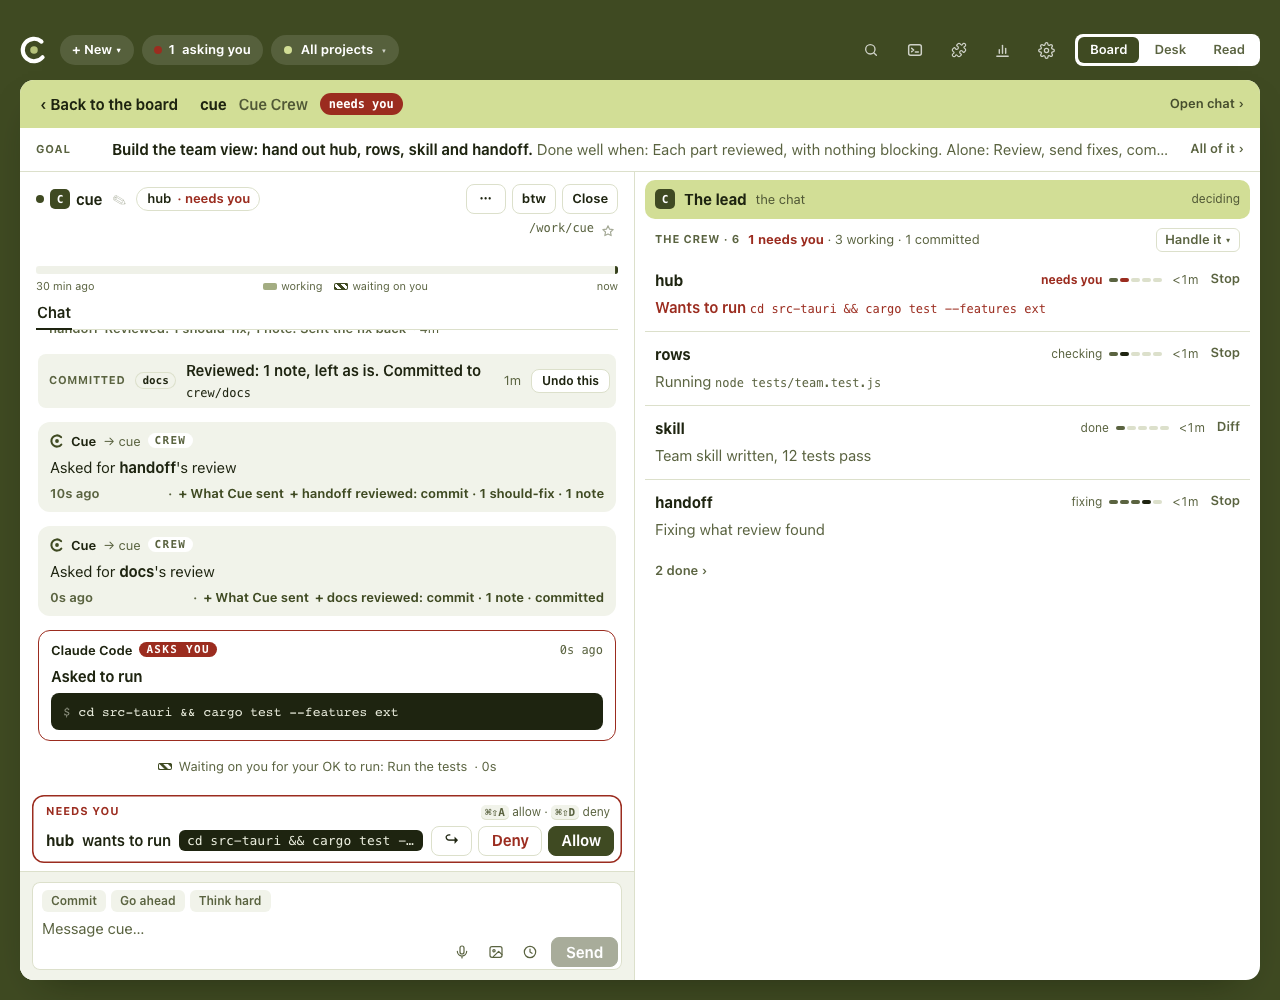 + New ▾
1 asking you
All projects ▾
Board
Desk
Read
‹ Back to the board
cue Cue Crew
needs you
Open chat ›
GOAL
Build the team view: hand out hub, rows, skill and handoff. Done well when: Each part reviewed, with nothing blocking. Alone: Review, send fixes, com…
All of it ›
C cue
hub · needs you
···
btw
Close
/work/cue
30 min ago
working
waiting on you
now
Chat
handoff Reviewed: 1 should-fix, 1 note. Sent the fix back 4m
COMMITTED docs
Reviewed: 1 note, left as is. Committed to
crew/docs
1m
Undo this
Cue → cue CREW
Asked for handoff's review
10s ago
· + What Cue sent + handoff reviewed: commit · 1 should-fix · 1 note
Cue → cue CREW
Asked for docs's review
0s ago
· + What Cue sent + docs reviewed: commit · 1 note · committed
Claude Code ASKS YOU
0s ago
Asked to run
$ cd src-tauri && cargo test --features ext
Waiting on you for your OK to run: Run the tests · 0s
NEEDS YOU
⌘⇧A allow · ⌘⇧D deny
hub wants to run cd src-tauri && cargo test -…
↪
Deny
Allow
Commit
Go ahead
Think hard
Message cue…
Send
C The lead the chat
deciding
THE CREW · 6 1 needs you · 3 working · 1 committed
Handle it ▾
hub
needs you <1m Stop
Wants to run cd src-tauri && cargo test --features ext
rows
checking <1m Stop
Running node tests/team.test.js
skill
done <1m Diff
Team skill written, 12 tests pass
handoff
fixing <1m Stop
Fixing what review found
2 done ›